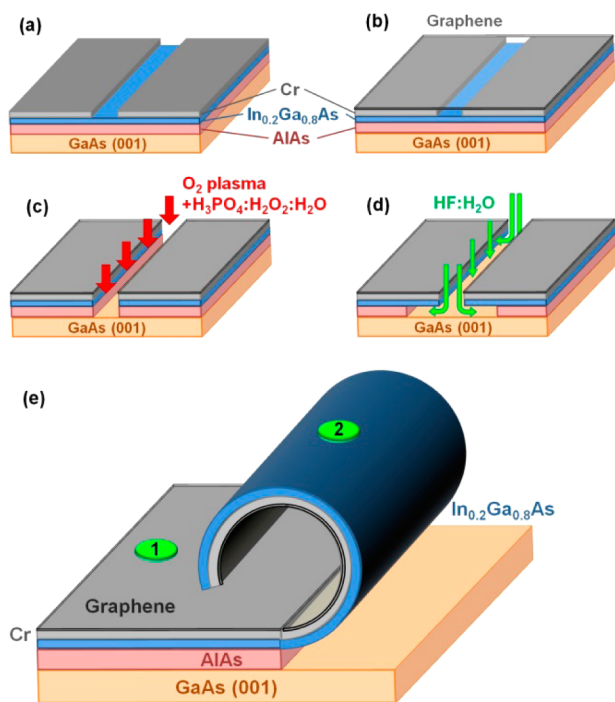 (a)
(b)
Graphene
Cr
In₀.₂Ga₀.₈As
AlAs
GaAs (001)
GaAs (001)
(c)
O₂ plasma
+H₃PO₄:H₂O₂:H₂O
(d)
HF:H₂O
GaAs (001)
GaAs (001)
(e)
2
1
In₀.₂Ga₀.₈As
Graphene
Cr
AlAs
GaAs (001)